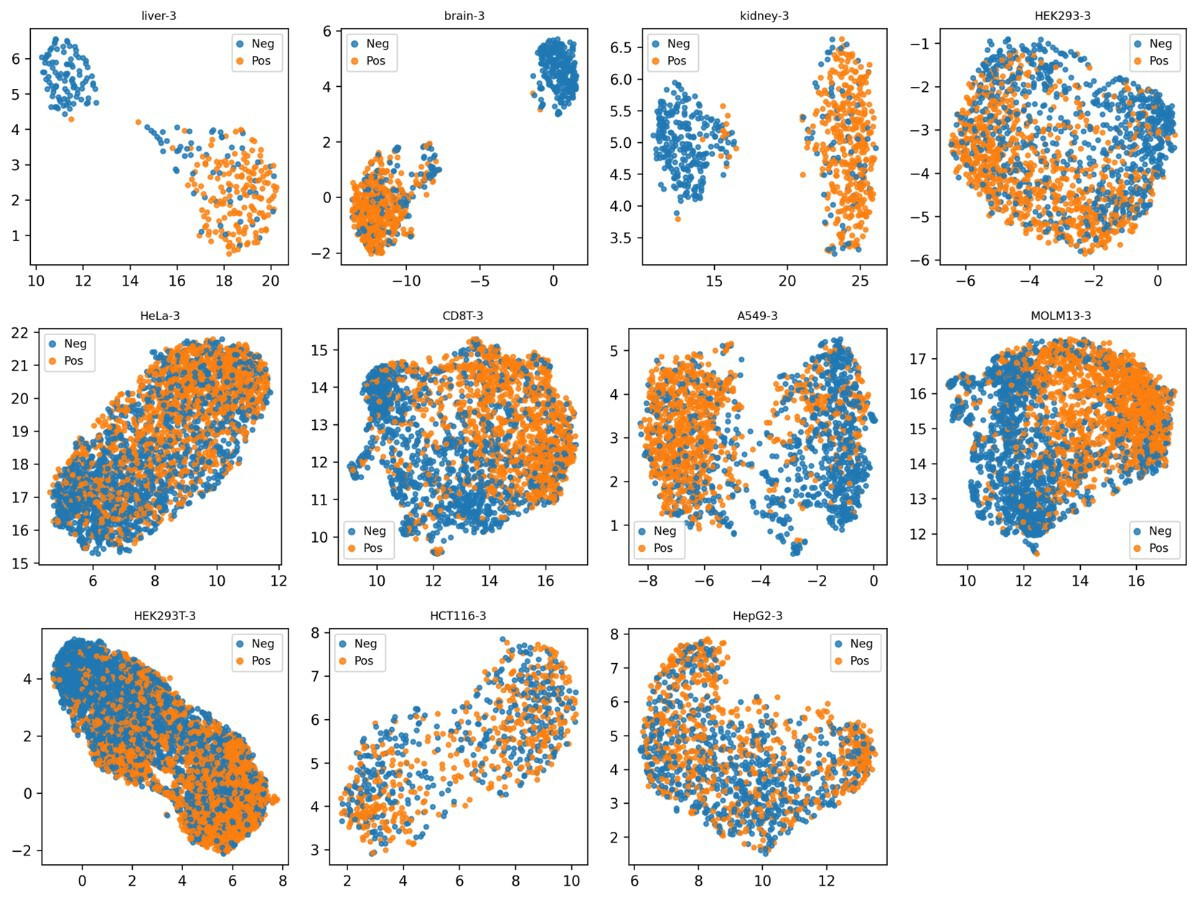 liver-3
Neg
Pos
6
5
4
3
2
1
10 12 14 16 18 20
brain-3
Neg
Pos
6
4
2
0
−2
−10 −5 0
kidney-3
Neg
Pos
6.5
6.0
5.5
5.0
4.5
4.0
3.5
15 20 25
HEK293-3
Neg
Pos
−1
−2
−3
−4
−5
−6
−6 −4 −2 0
HeLa-3
Neg
Pos
22
21
20
19
18
17
16
15
6 8 10 12
CD8T-3
15
14
13
12
11
10
Neg
Pos
10 12 14 16
A549-3
5
4
3
2
1
Neg
Pos
−8 −6 −4 −2 0
MOLM13-3
17
16
15
14
13
12
Neg
Pos
10 12 14 16
HEK293T-3
Neg
Pos
4
2
0
−2
0 2 4 6 8
HCT116-3
Neg
Pos
8
7
6
5
4
3
2 4 6 8 10
HepG2-3
Neg
Pos
8
7
6
5
4
3
2
6 8 10 12